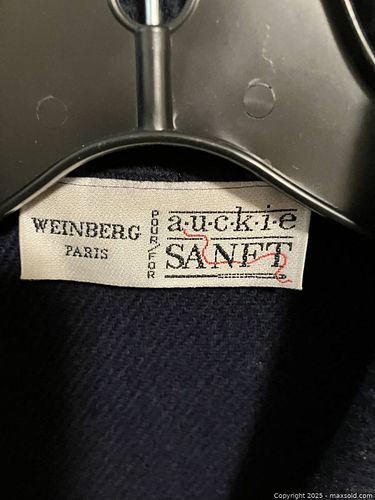 WEINBERG
PARIS
POUR/FOR
a·u·c·k·i·e
SANFT
Copyright 2025 - maxsold.com